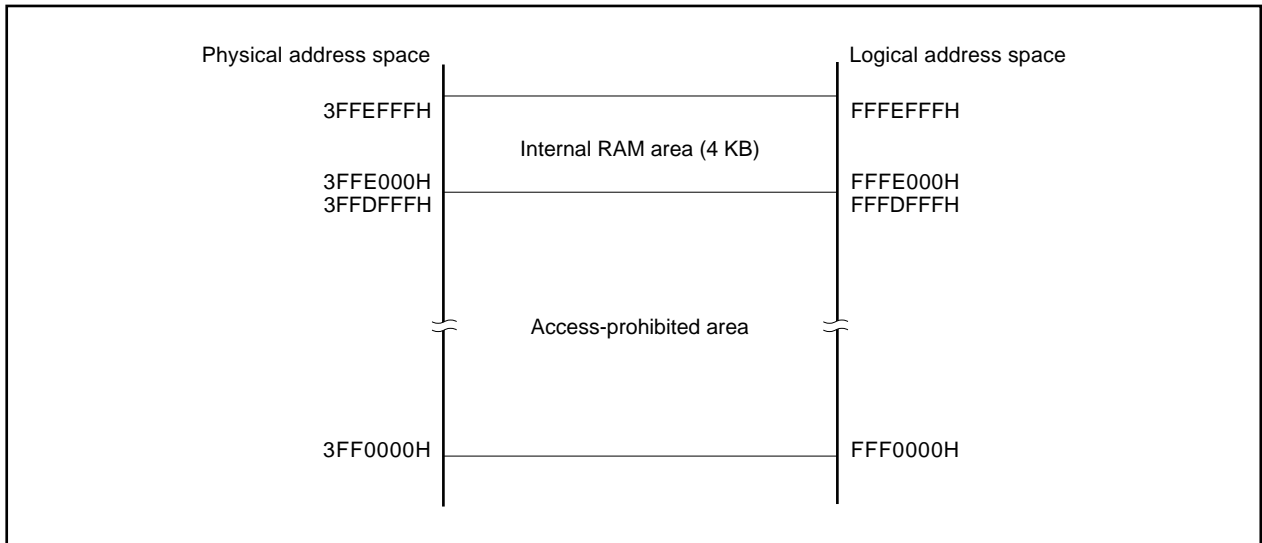 Physical address space
Logical address space
3FFEFFFH
FFFEFFFH
Internal RAM area (4 KB)
3FFE000H
FFFE000H
3FFDFFFH
FFFDFFFH
Access-prohibited area
3FF0000H
FFF0000H